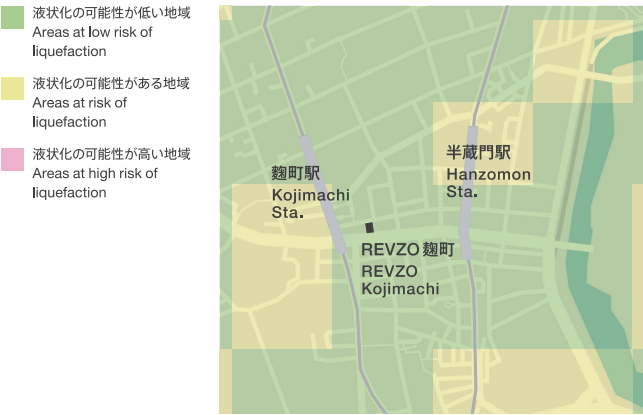 液状化の可能性が低い地域
Areas at low risk of
liquefaction
液状化の可能性がある地域
Areas at risk of
liquefaction
液状化の可能性が高い地域
Areas at high risk of
liquefaction
麹町駅
Kojimachi
Sta.
半蔵門駅
Hanzomon
Sta.
REVZO 麹町
REVZO
Kojimachi